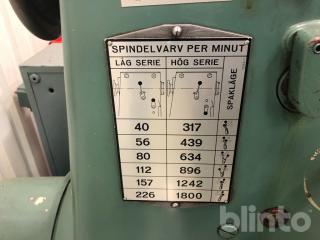 SPINDELVARV PER MINUT
LÅG SERIE HÖG SERIE
SPAKLÄGE
40 317
56 439
80 634
112 896
157 1242
226 1800
blinto